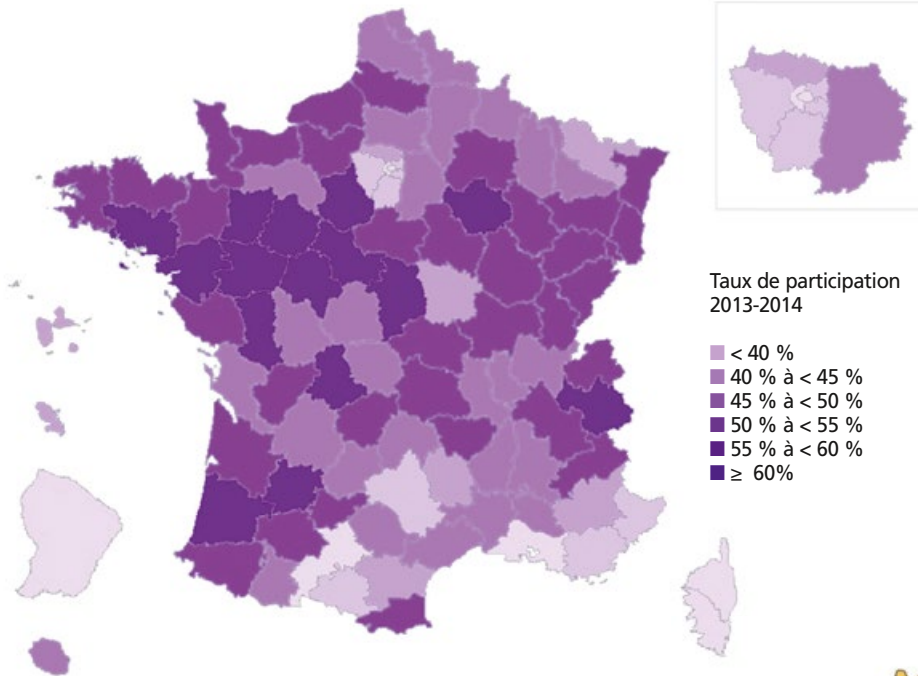 Taux de participation
2013-2014
< 40 %
40 % à < 45 %
45 % à < 50 %
50 % à < 55 %
55 % à < 60 %
≥ 60%